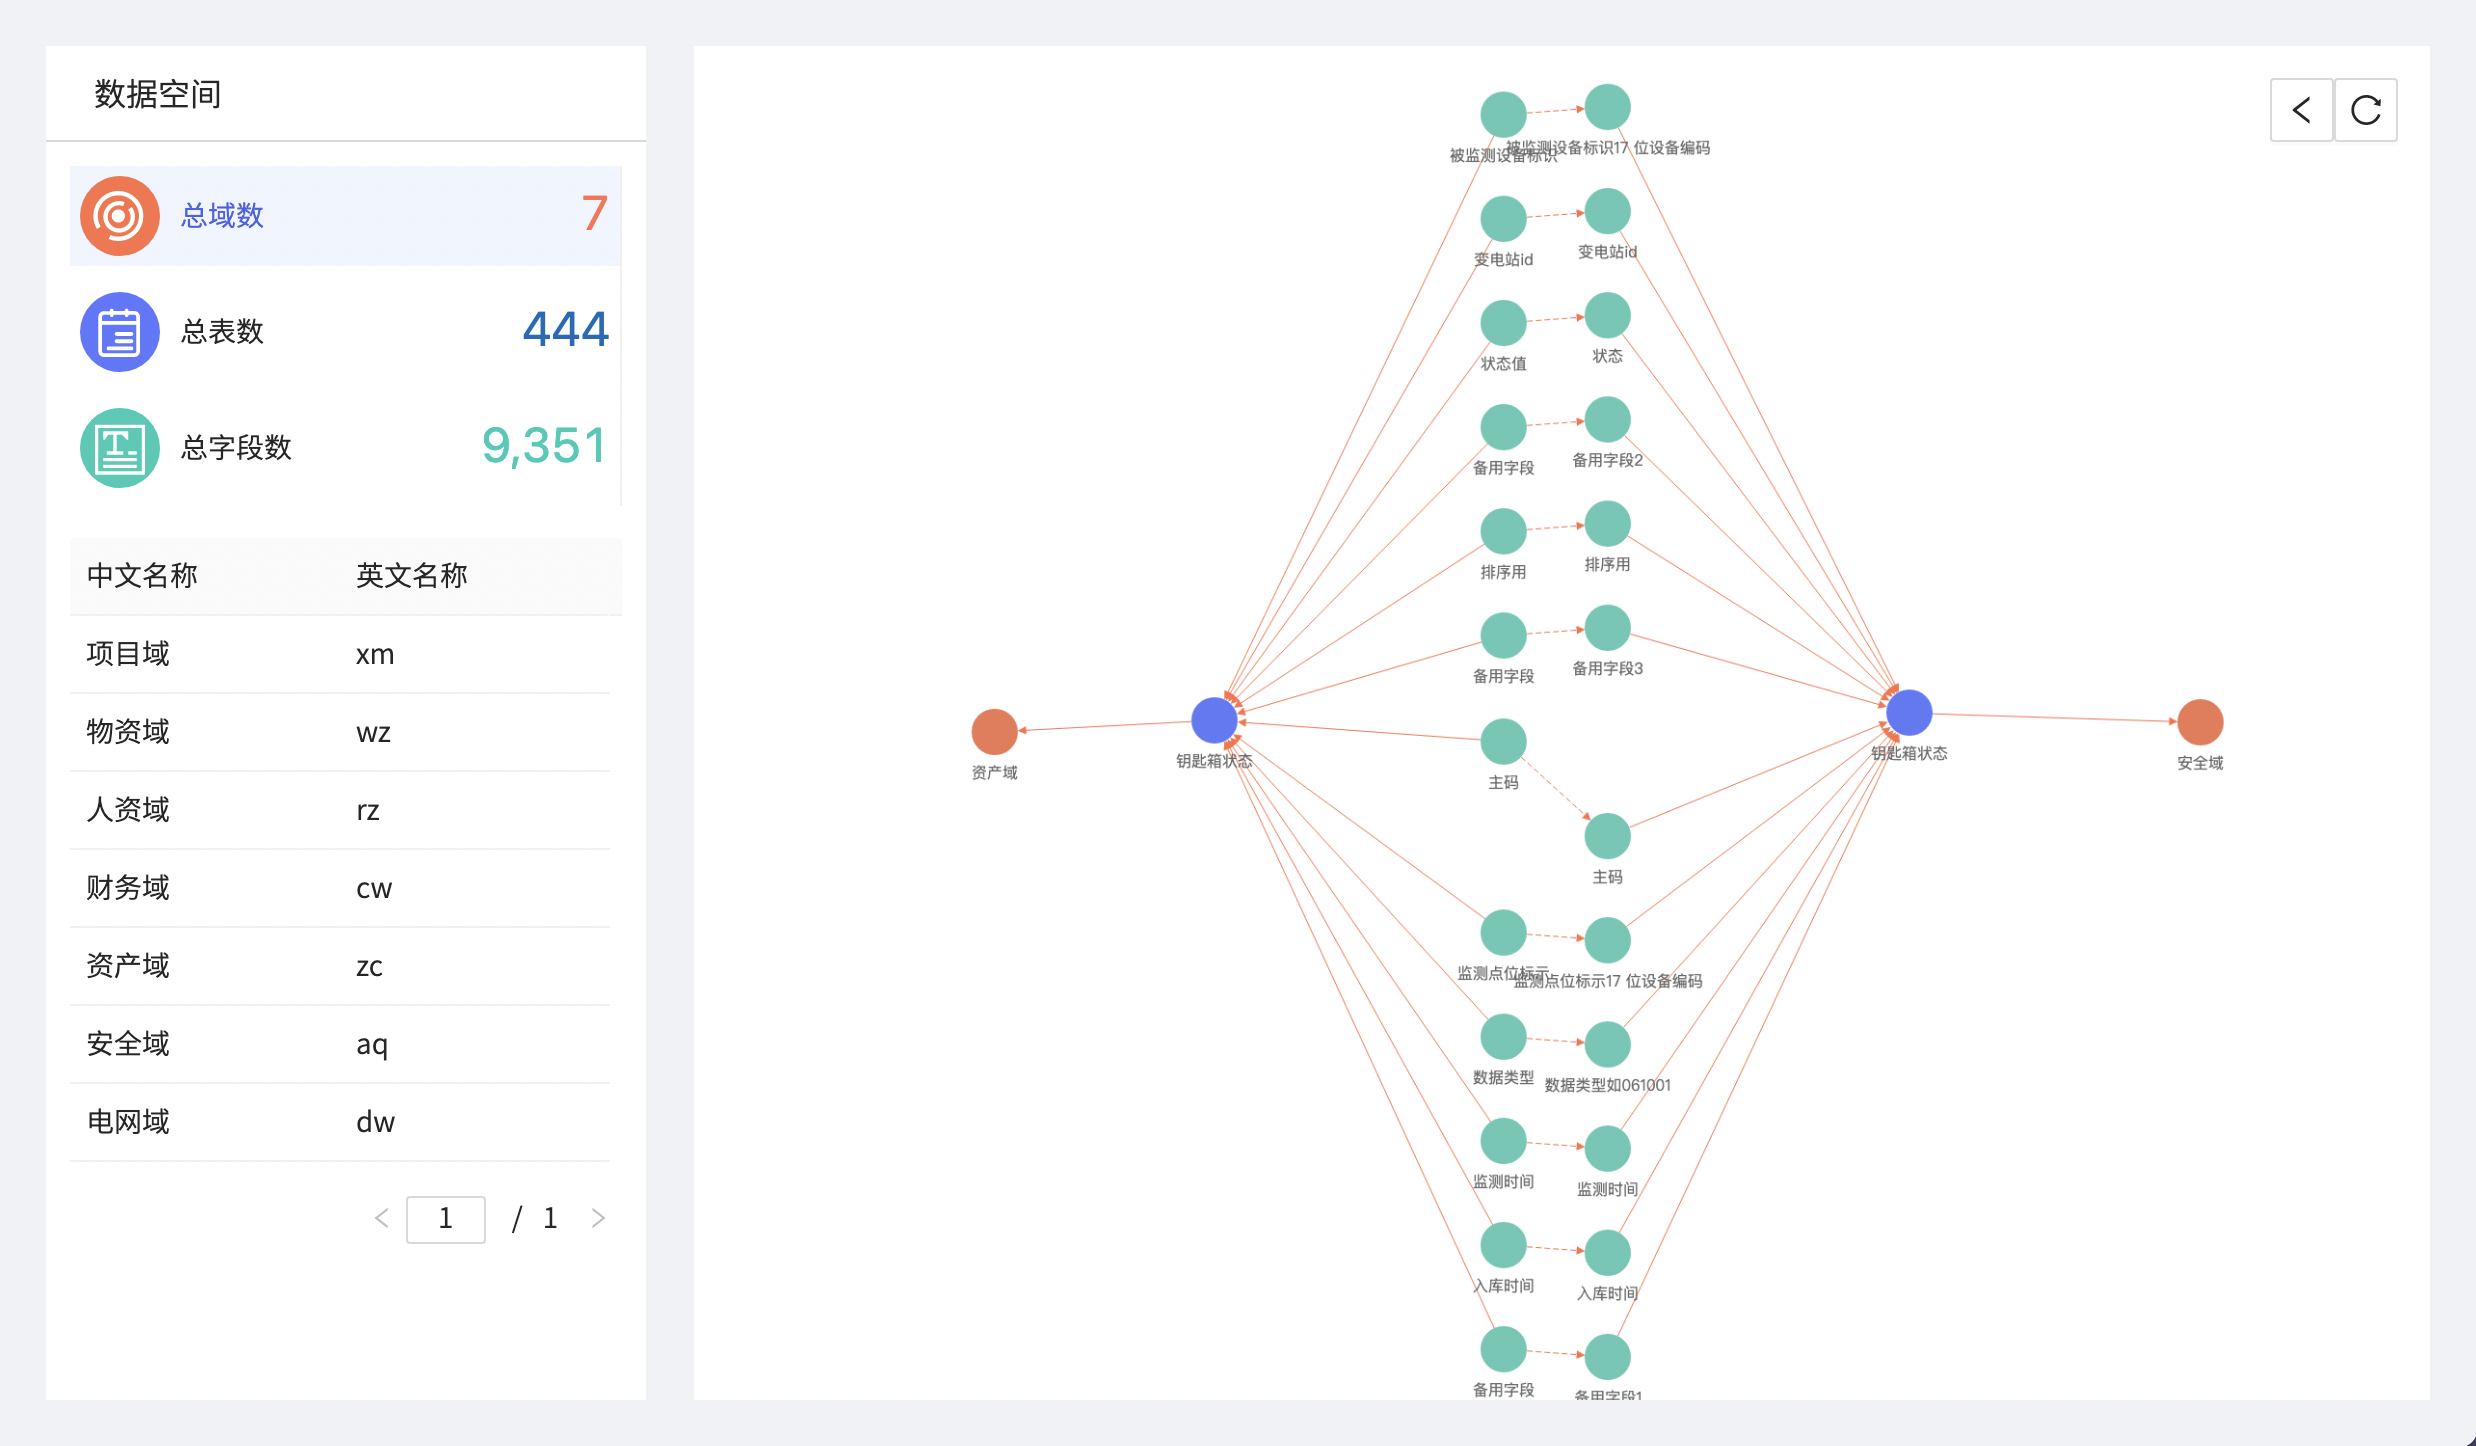 数据空间
总域数 7
总表数 444
总字段数 9,351
中文名称 英文名称
项目域 xm
物资域 wz
人资域 rz
财务域 cw
资产域 zc
安全域 aq
电网域 dw
1 / 1
被监测设备标识
被监测设备标识17 位设备编码
变电站id
变电站id
状态值
状态
备用字段
备用字段2
排序用
排序用
备用字段
备用字段3
资产域
钥匙箱状态
主码
钥匙箱状态
安全域
主码
监测点位标示
监测点位标示17 位设备编码
数据类型
数据类型如061001
监测时间
监测时间
入库时间
入库时间
备用字段
备用字段1